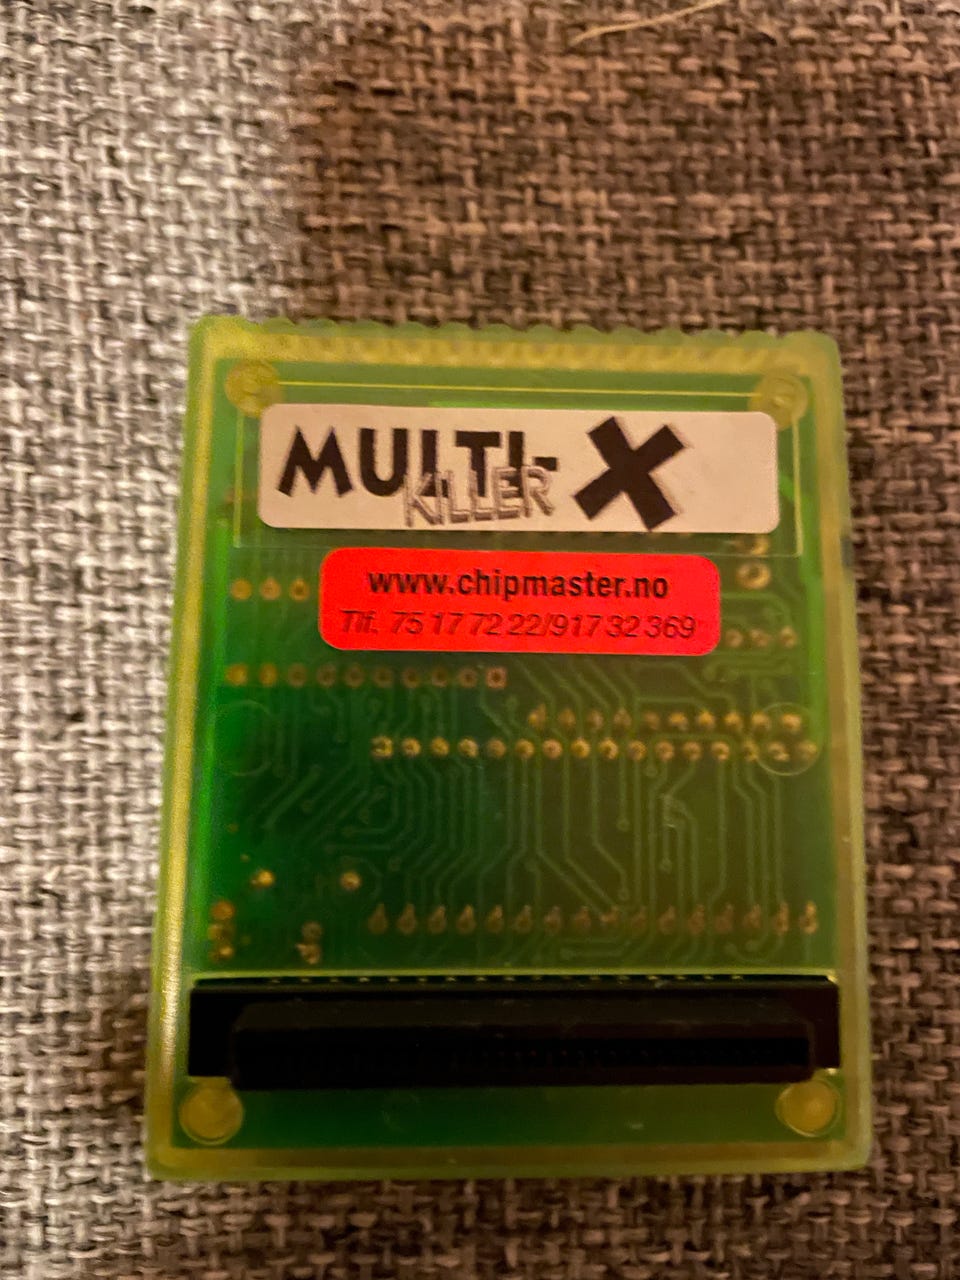 MULTI- X
KILLER
www.chipmaster.no
Tlf. 75 17 72 22/917 32 369